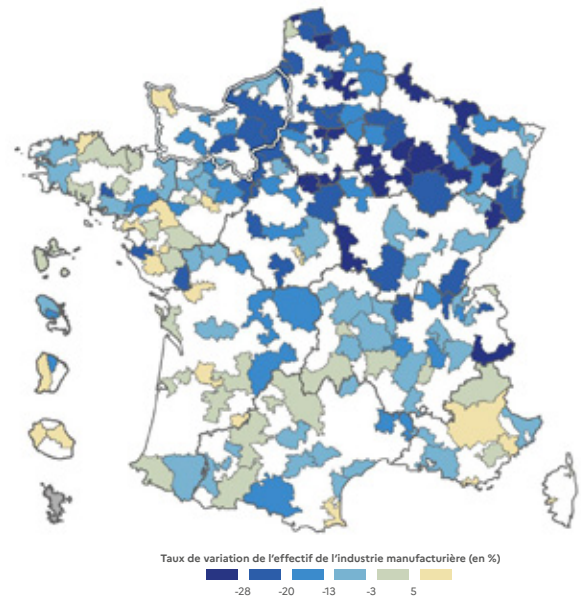 Taux de variation de l'effectif de l'industrie manufacturière (en %)
-28 -20 -13 -3 5